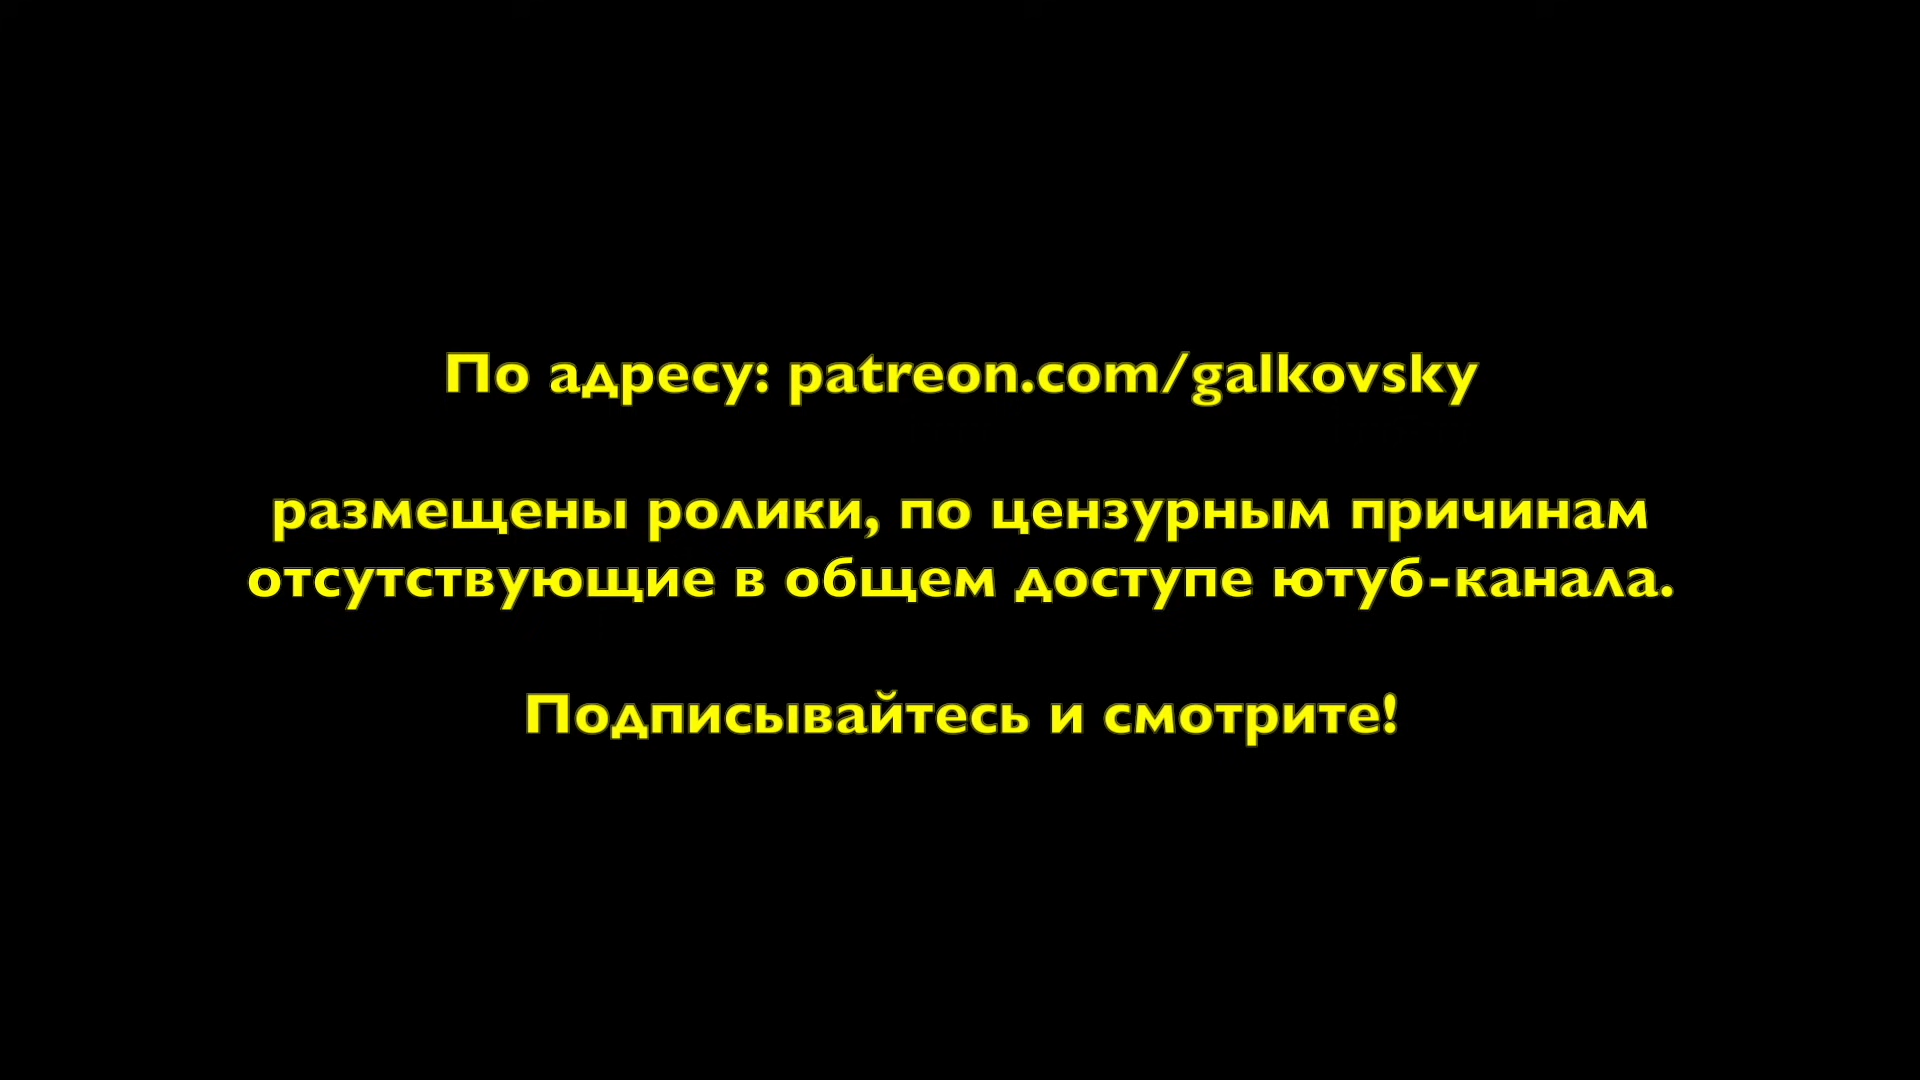 По адресу: patreon.com/galkovsky
размещены ролики, по цензурным причинам
отсутствующие в общем доступе ютуб-канала.
Подписывайтесь и смотрите!